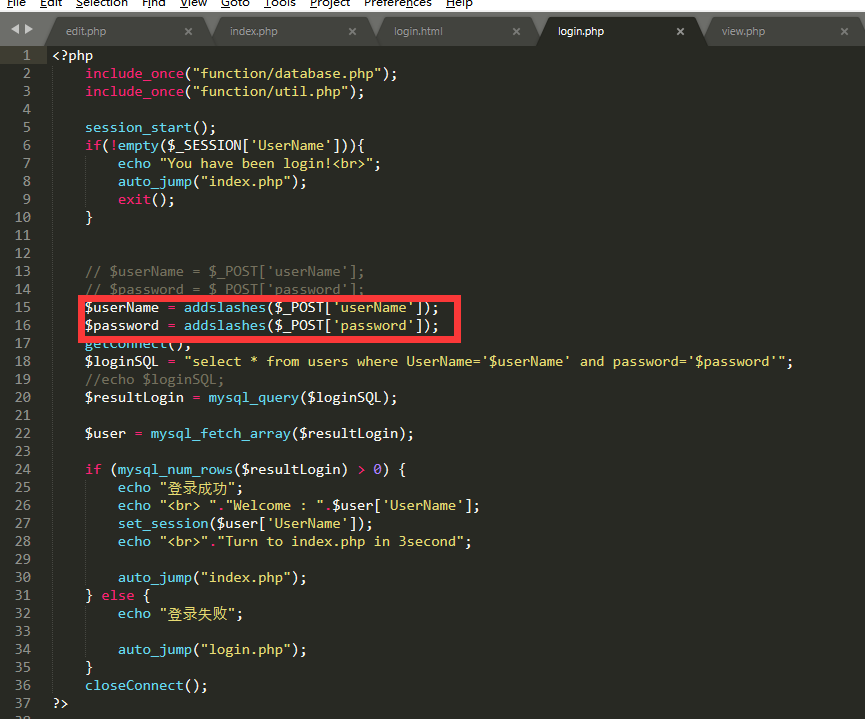 File Edit Selection Find View Goto Tools Project Preferences Help
edit.php × index.php × login.html × login.php × view.php ×
1 <?php
2 include_once("function/database.php");
3 include_once("function/util.php");
4
5 session_start();
6 if(!empty($_SESSION['UserName'])){
7 echo "You have been login!<br>";
8 auto_jump("index.php");
9 exit();
10 }
11
12
13 // $userName = $_POST['userName'];
14 // $password = $_POST['password'];
15 $userName = addslashes($_POST['userName']);
16 $password = addslashes($_POST['password']);
17 getConnect();
18 $loginSQL = "select * from users where UserName='$userName' and password='$password'";
19 //echo $loginSQL;
20 $resultLogin = mysql_query($loginSQL);
21
22 $user = mysql_fetch_array($resultLogin);
23
24 if (mysql_num_rows($resultLogin) > 0) {
25 echo "登录成功";
26 echo "<br> "."Welcome : ".$user['UserName'];
27 set_session($user['UserName']);
28 echo "<br>"."Turn to index.php in 3second";
29
30 auto_jump("index.php");
31 } else {
32 echo "登录失败";
33
34 auto_jump("login.php");
35 }
36 closeConnect();
37 ?>
38